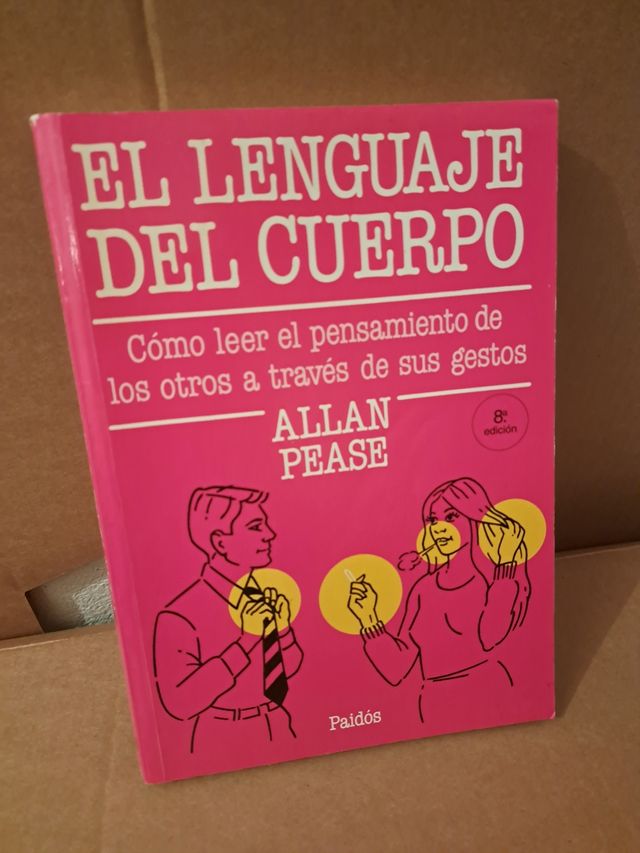 EL LENGUAJE
DEL CUERPO
Cómo leer el pensamiento de
los otros a través de sus gestos
ALLAN
PEASE
8ª
edición
Paidós